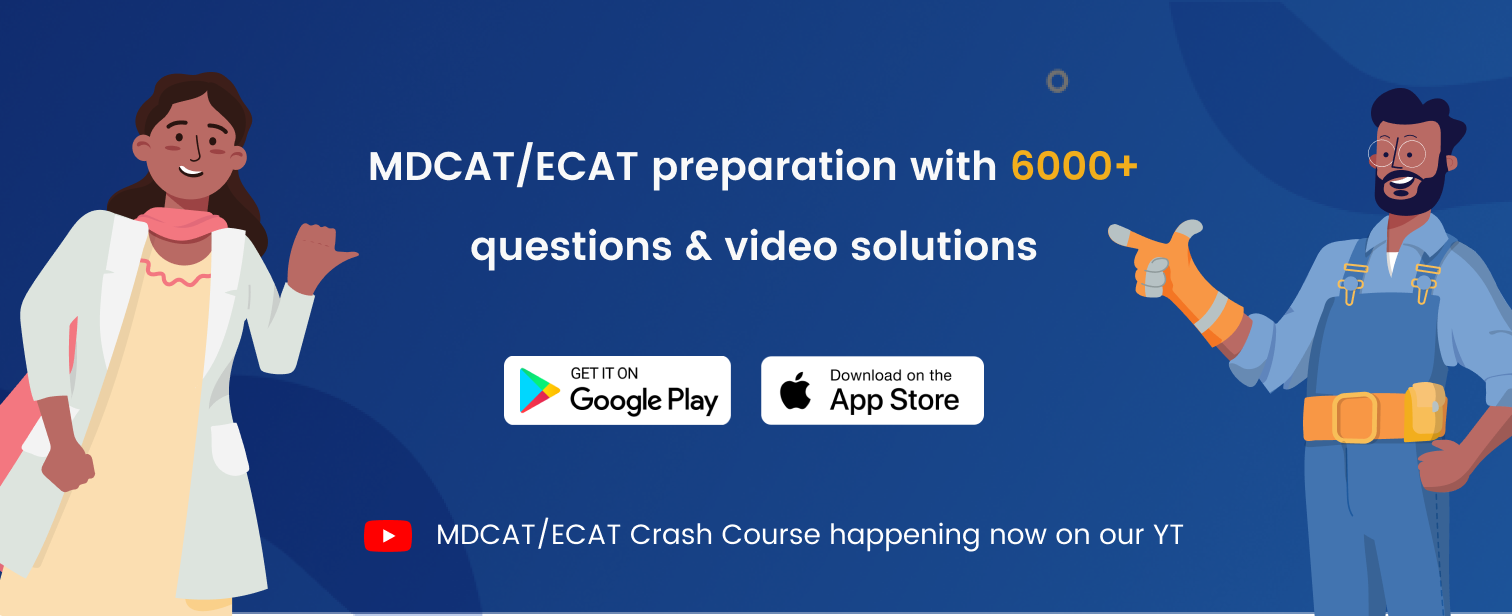 MDCAT/ECAT preparation with 6000+
questions & video solutions
GET IT ON
Google Play
Download on the
App Store
MDCAT/ECAT Crash Course happening now on our YT